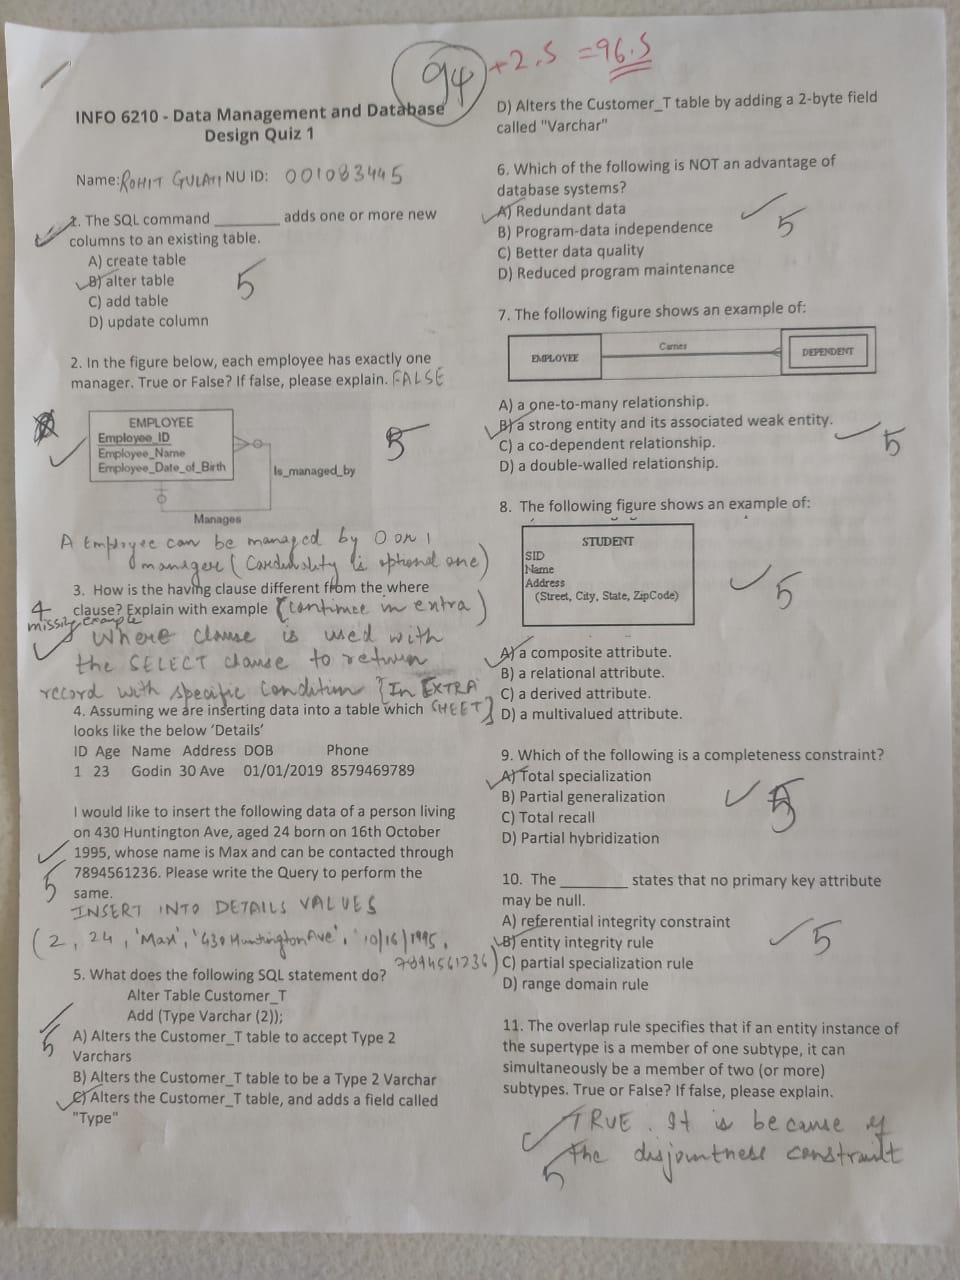 94 +2.5 =96.5
INFO 6210 - Data Management and Database
Design Quiz 1
Name: ROHIT GULATI NU ID: 001083445
1. The SQL command ________ adds one or more new
columns to an existing table.
A) create table
B) alter table
C) add table
D) update column
5
2. In the figure below, each employee has exactly one
manager. True or False? If false, please explain. FALSE
EMPLOYEE
Employee_ID
Employee_Name
Employee_Date_of_Birth
Is_managed_by
Manages
5
A Employee can be managed by 0 or 1
manager (Cardinality is optional one)
3. How is the having clause different from the where
clause? Explain with example (continue in extra)
4
missing example
Where clause is used with
the SELECT clause to return
record with specific condition {In EXTRA
SHEET}
4. Assuming we are inserting data into a table which
looks like the below 'Details'
ID Age Name Address DOB Phone
1 23 Godin 30 Ave 01/01/2019 8579469789
I would like to insert the following data of a person living
on 430 Huntington Ave, aged 24 born on 16th October
1995, whose name is Max and can be contacted through
7894561236. Please write the Query to perform the
same.
5
INSERT INTO DETAILS VALUES
(2, 24, 'Max', '430 Huntington Ave', '10/16/1995,
7894561236)
5. What does the following SQL statement do?
Alter Table Customer_T
Add (Type Varchar (2));
5
A) Alters the Customer_T table to accept Type 2
Varchars
B) Alters the Customer_T table to be a Type 2 Varchar
C) Alters the Customer_T table, and adds a field called
"Type"
D) Alters the Customer_T table by adding a 2-byte field
called "Varchar"
6. Which of the following is NOT an advantage of
database systems?
A) Redundant data
B) Program-data independence
C) Better data quality
D) Reduced program maintenance
5
7. The following figure shows an example of:
EMPLOYEE Carries DEPENDENT
A) a one-to-many relationship.
B) a strong entity and its associated weak entity.
C) a co-dependent relationship.
D) a double-walled relationship.
5
8. The following figure shows an example of:
STUDENT
SID
Name
Address
(Street, City, State, ZipCode)
5
A) a composite attribute.
B) a relational attribute.
C) a derived attribute.
D) a multivalued attribute.
9. Which of the following is a completeness constraint?
A) Total specialization
B) Partial generalization
C) Total recall
D) Partial hybridization
5
10. The ________ states that no primary key attribute
may be null.
A) referential integrity constraint
B) entity integrity rule
C) partial specialization rule
D) range domain rule
5
11. The overlap rule specifies that if an entity instance of
the supertype is a member of one subtype, it can
simultaneously be a member of two (or more)
subtypes. True or False? If false, please explain.
TRUE. It is because of
the disjointness constraint
5